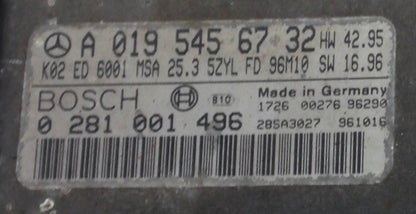 A 019 545 67 32 HW 42.95
K02 ED 6001 MSA 25.3 5ZYL FD 96M10 SW 16.96
BOSCH 810 Made in Germany
1726 00276 96290
0 281 001 496 28SA3027 961016